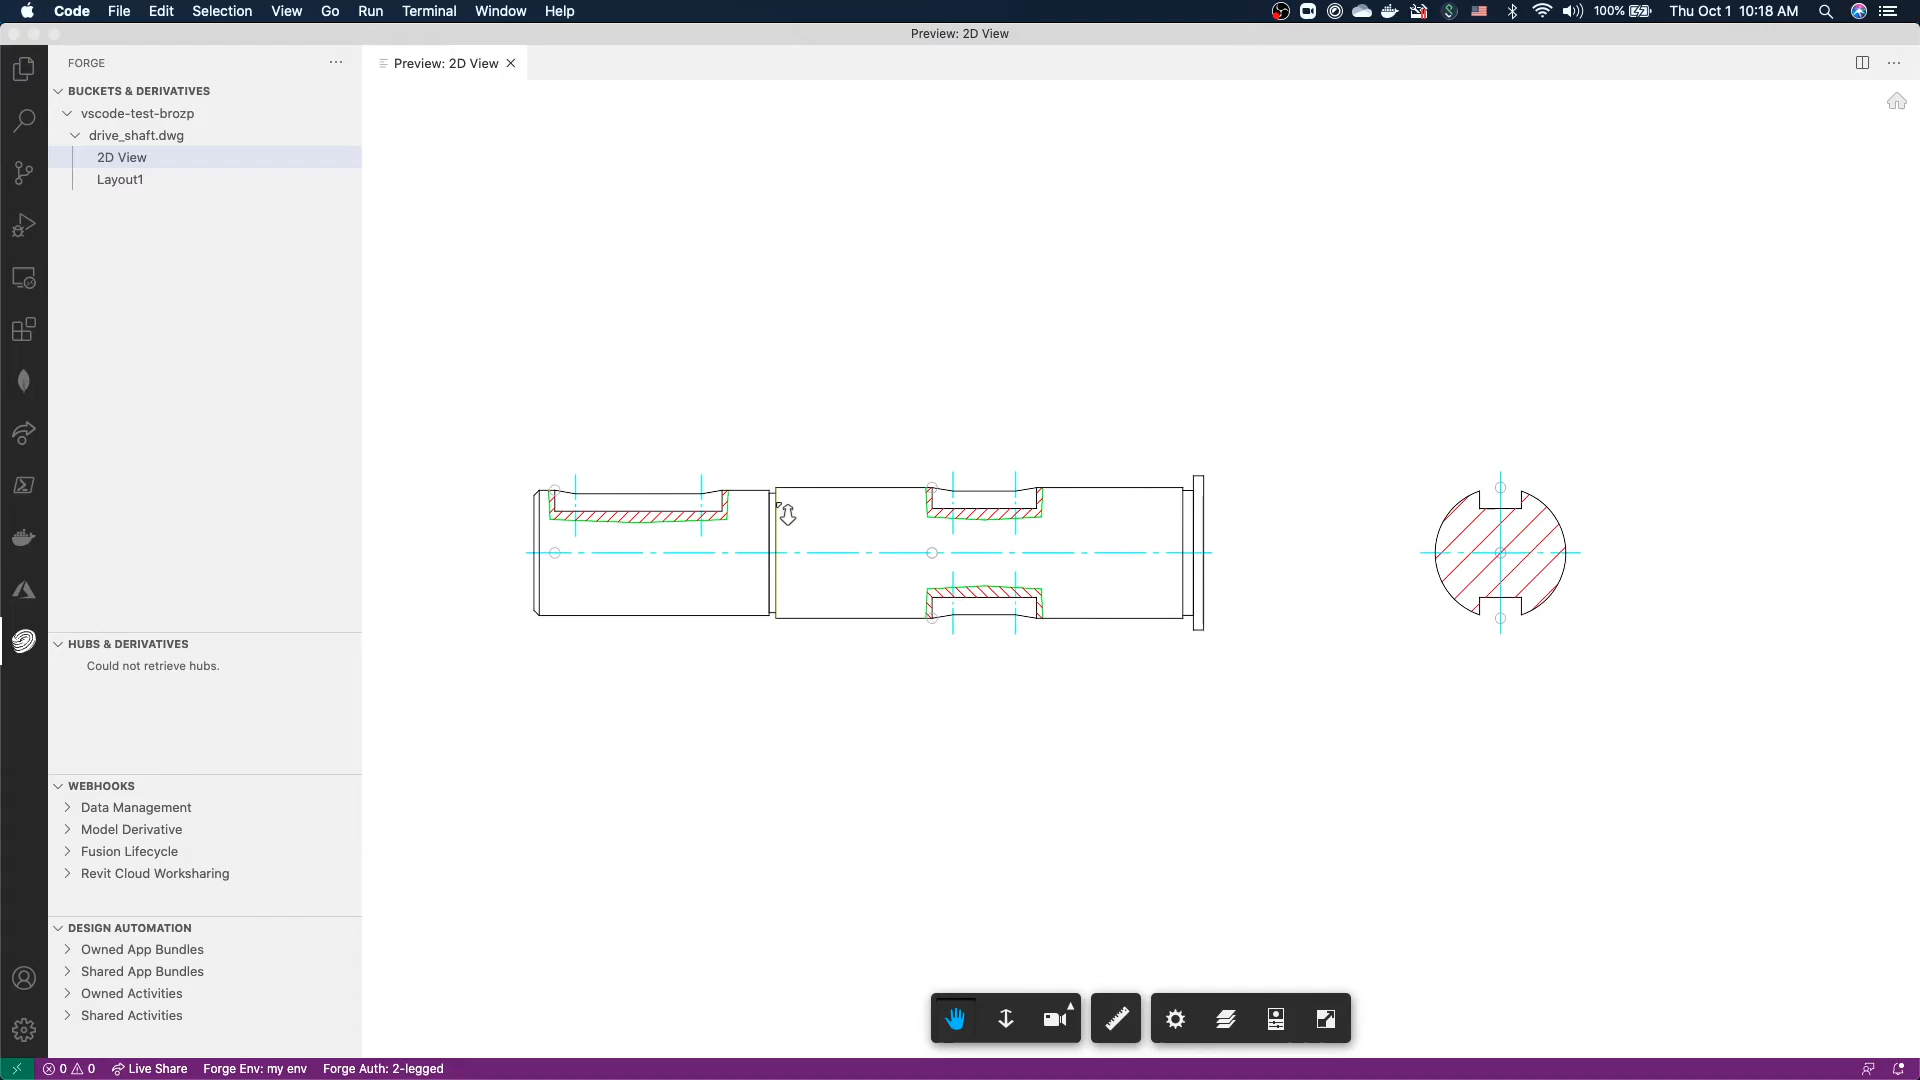 Code File Edit Selection View Go Run Terminal Window Help 100% Thu Oct 1 10:18 AM
Preview: 2D View
FORGE
Preview: 2D View
BUCKETS & DERIVATIVES
vscode-test-brozp
drive_shaft.dwg
2D View
Layout1
HUBS & DERIVATIVES
Could not retrieve hubs.
WEBHOOKS
Data Management
Model Derivative
Fusion Lifecycle
Revit Cloud Worksharing
DESIGN AUTOMATION
Owned App Bundles
Shared App Bundles
Owned Activities
Shared Activities
0 0 Live Share Forge Env: my env Forge Auth: 2-legged